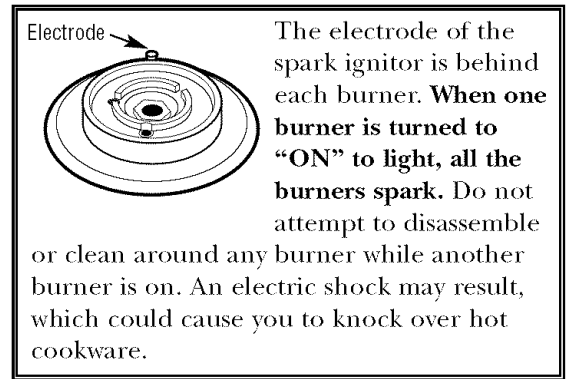 Electrode
The electrode of the
spark ignitor is behind
each burner. When one
burner is turned to
“ON” to light, all the
burners spark. Do not
attempt to disassemble
or clean around any burner while another
burner is on. An electric shock may result,
which could cause you to knock over hot
cookware.